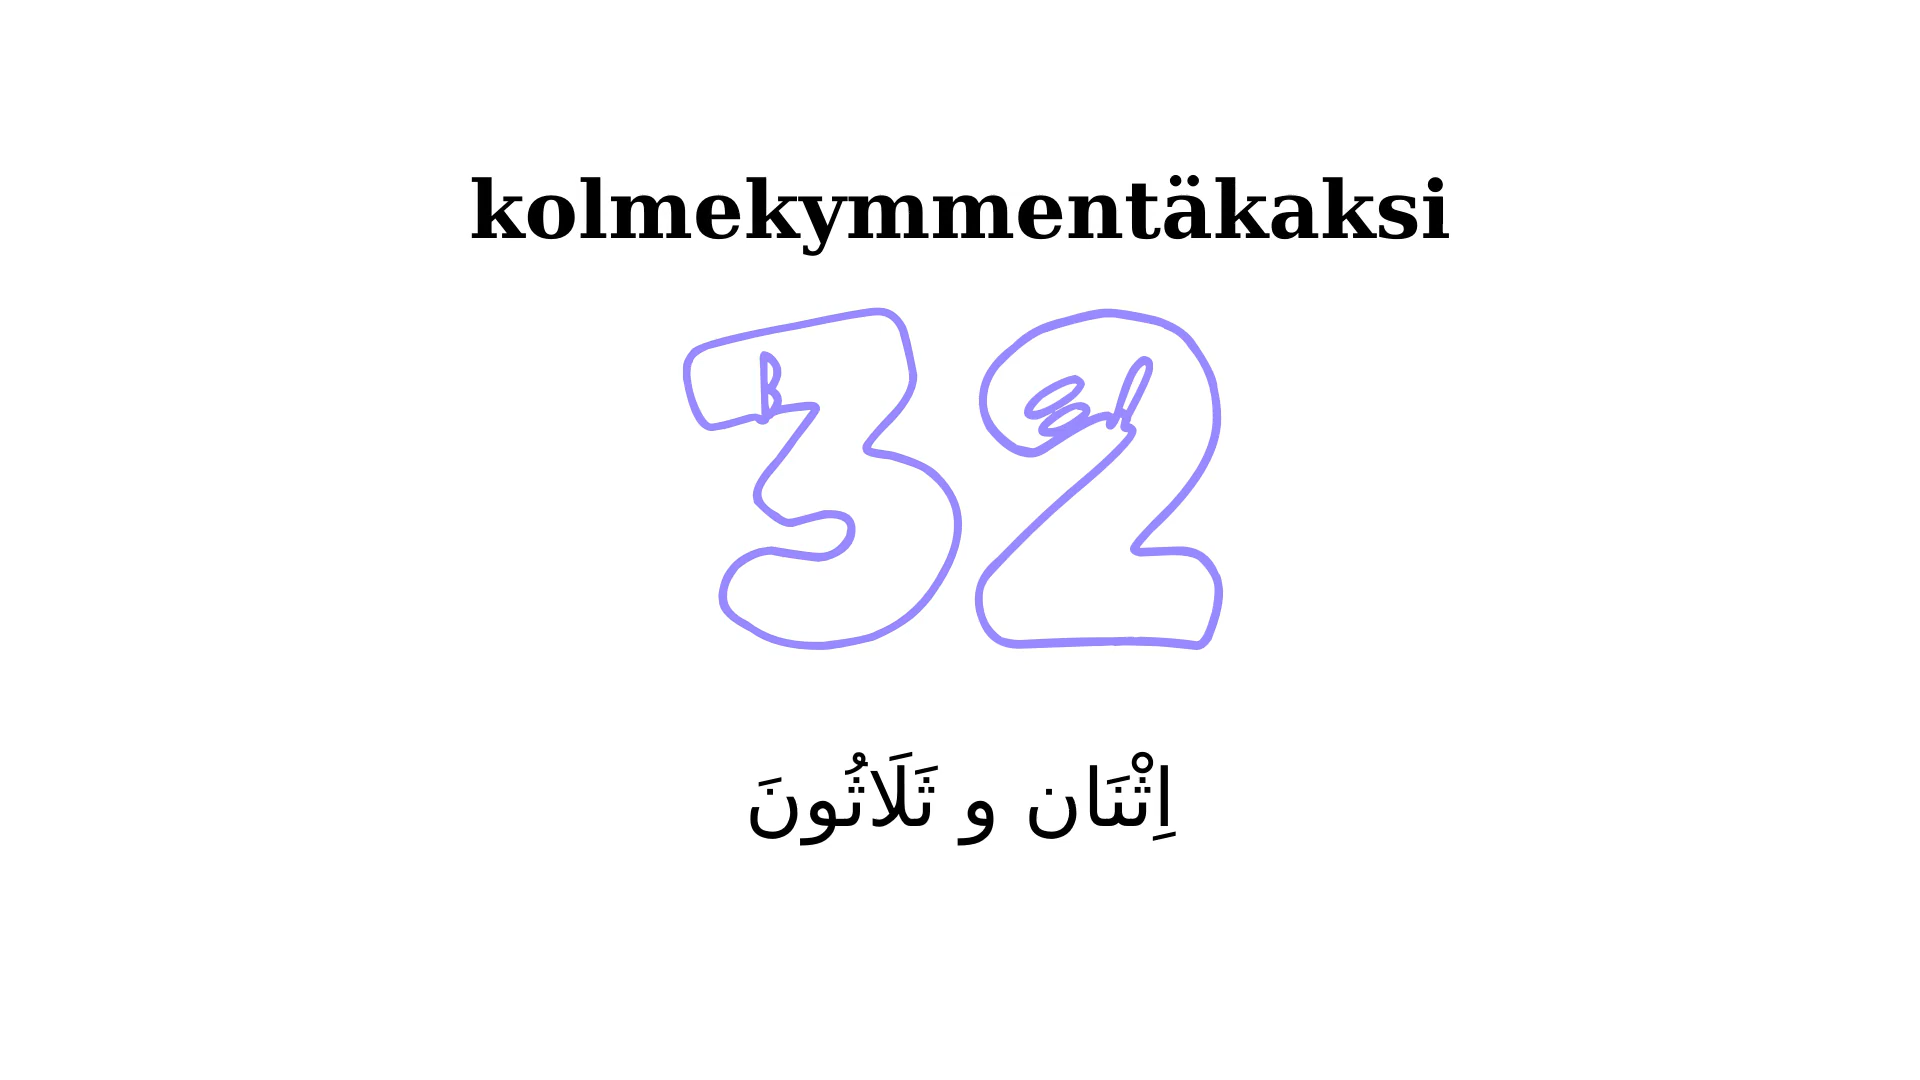 kolmekymmentäkaksi
32
اِثْنَان و ثَلَاثُونَ